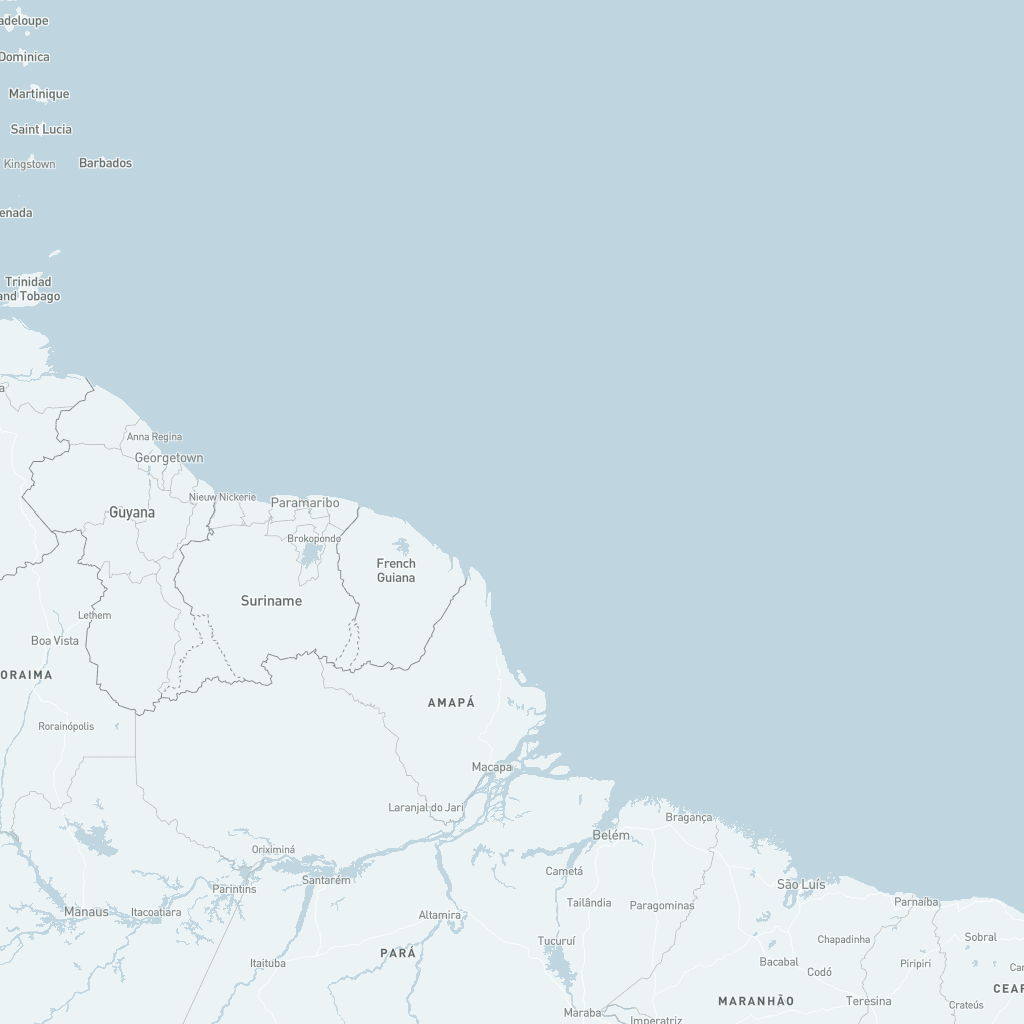 adeloupe
Dominica
Martinique
Saint Lucia
Kingstown
Barbados
enada
Trinidad
and Tobago
a
Anna Regina
Georgetown
Nieuw Nickerie
Paramaribo
Guyana
Brokopondo
French
Guiana
Suriname
Lethem
Boa Vista
ORAIMA
AMAPÁ
Rorainópolis
Macapa
Laranjal do Jari
Bragança
Belém
Oriximiná
Cametá
Santarém
Parintins
São Luís
Manaus
Itacoatiara
Altamira
Tailândia
Paragominas
Parnaíba
Tucuruí
Chapadinha
Sobral
PARÁ
Itaituba
Bacabal
Codó
Piripiri
Car
CEAR
MARANHÃO
Teresina
Crateús
Maraba
Imperatriz